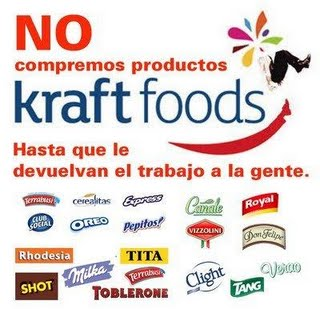 NO
compremos productos
kraft foods
Hasta que le
devuelvan el trabajo a la gente.
Terrabusi cerealitas Express Canale Royal
CLUB SOCIAL OREO Pepitos! VIZZOLINI Don Felipe
Rhodesia TITA Verao
SHOT Milka Terrabusi Clight TANG
TOBLERONE